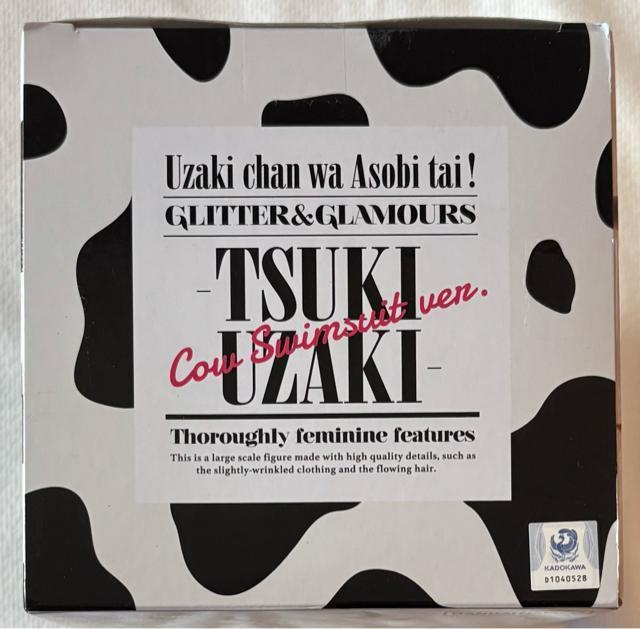 Uzaki chan wa Asobi tai!
GLITTER&GLAMOURS
-TSUKI
Cow Swimsuit ver.
UZAKI-
Thoroughly feminine features
This is a large scale figure made with high quality details, such as
the slightly-wrinkled clothing and the flowing hair.
KADOKAWA
D1040528